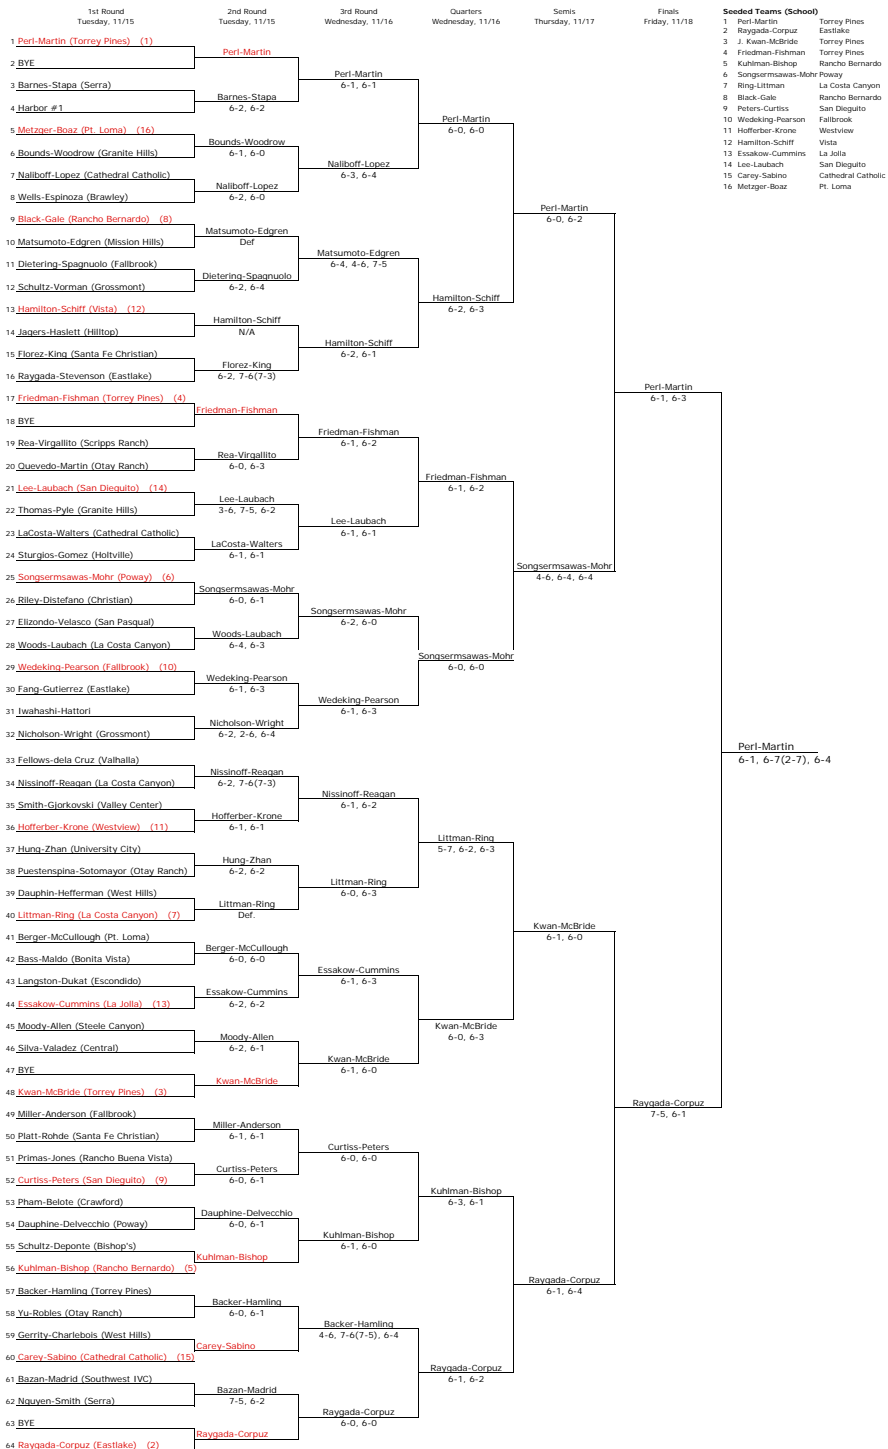 1st Round
Tuesday, 11/15
2nd Round
Tuesday, 11/15
3rd Round
Wednesday, 11/16
Quarters
Wednesday, 11/16
Semis
Thursday, 11/17
Finals
Friday, 11/18
Seeded Teams (School)
1 Perl-Martin Torrey Pines
2 Raygada-Corpuz Eastlake
3 J. Kwan-McBride Torrey Pines
4 Friedman-Fishman Torrey Pines
5 Kuhlman-Bishop Rancho Bernardo
6 Songsermsawas-Mohr Poway
7 Ring-Littman La Costa Canyon
8 Black-Gale Rancho Bernardo
9 Peters-Curtiss San Dieguito
10 Wedeking-Pearson Fallbrook
11 Hofferber-Krone Westview
12 Hamilton-Schiff Vista
13 Essakow-Cummins La Jolla
14 Lee-Laubach San Dieguito
15 Carey-Sabino Cathedral Catholic
16 Metzger-Boaz Pt. Loma
1 Perl-Martin (Torrey Pines) (1)
2 BYE
3 Barnes-Stapa (Serra)
4 Harbor #1
5 Metzger-Boaz (Pt. Loma) (16)
6 Bounds-Woodrow (Granite Hills)
7 Naliboff-Lopez (Cathedral Catholic)
8 Wells-Espinoza (Brawley)
9 Black-Gale (Rancho Bernardo) (8)
10 Matsumoto-Edgren (Mission Hills)
11 Dietering-Spagnuolo (Fallbrook)
12 Schultz-Vorman (Grossmont)
13 Hamilton-Schiff (Vista) (12)
14 Jagers-Haslett (Hilltop)
15 Florez-King (Santa Fe Christian)
16 Raygada-Stevenson (Eastlake)
17 Friedman-Fishman (Torrey Pines) (4)
18 BYE
19 Rea-Virgallito (Scripps Ranch)
20 Quevedo-Martin (Otay Ranch)
21 Lee-Laubach (San Dieguito) (14)
22 Thomas-Pyle (Granite Hills)
23 LaCosta-Walters (Cathedral Catholic)
24 Sturgios-Gomez (Holtville)
25 Songsermsawas-Mohr (Poway) (6)
26 Riley-Distefano (Christian)
27 Elizondo-Velasco (San Pasqual)
28 Woods-Laubach (La Costa Canyon)
29 Wedeking-Pearson (Fallbrook) (10)
30 Fang-Gutierrez (Eastlake)
31 Iwahashi-Hattori
32 Nicholson-Wright (Grossmont)
33 Fellows-dela Cruz (Valhalla)
34 Nissinoff-Reagan (La Costa Canyon)
35 Smith-Gjorkovski (Valley Center)
36 Hofferber-Krone (Westview) (11)
37 Hung-Zhan (University City)
38 Puestenspina-Sotomayor (Otay Ranch)
39 Dauphin-Hefferman (West Hills)
40 Littman-Ring (La Costa Canyon) (7)
41 Berger-McCullough (Pt. Loma)
42 Bass-Maldo (Bonita Vista)
43 Langston-Dukat (Escondido)
44 Essakow-Cummins (La Jolla) (13)
45 Moody-Allen (Steele Canyon)
46 Silva-Valadez (Central)
47 BYE
48 Kwan-McBride (Torrey Pines) (3)
49 Miller-Anderson (Fallbrook)
50 Platt-Rohde (Santa Fe Christian)
51 Primas-Jones (Rancho Buena Vista)
52 Curtiss-Peters (San Dieguito) (9)
53 Pham-Belote (Crawford)
54 Dauphine-Delvecchio (Poway)
55 Schultz-Deponte (Bishop's)
56 Kuhlman-Bishop (Rancho Bernardo) (5)
57 Backer-Hamling (Torrey Pines)
58 Yu-Robles (Otay Ranch)
59 Gerrity-Charlebois (West Hills)
60 Carey-Sabino (Cathedral Catholic) (15)
61 Bazan-Madrid (Southwest IVC)
62 Nguyen-Smith (Serra)
63 BYE
64 Raygada-Corpuz (Eastlake) (2)
Perl-Martin
Barnes-Stapa
6-2, 6-2
Bounds-Woodrow
6-1, 6-0
Naliboff-Lopez
6-2, 6-0
Matsumoto-Edgren
Def
Dietering-Spagnuolo
6-2, 6-4
Hamilton-Schiff
N/A
Florez-King
6-2, 7-6(7-3)
Friedman-Fishman
Rea-Virgallito
6-0, 6-3
Lee-Laubach
3-6, 7-5, 6-2
LaCosta-Walters
6-1, 6-1
Songsermsawas-Mohr
6-0, 6-1
Woods-Laubach
6-4, 6-3
Wedeking-Pearson
6-1, 6-3
Nicholson-Wright
6-2, 2-6, 6-4
Nissinoff-Reagan
6-2, 7-6(7-3)
Hofferber-Krone
6-1, 6-1
Hung-Zhan
6-2, 6-2
Littman-Ring
Def.
Berger-McCullough
6-0, 6-0
Essakow-Cummins
6-2, 6-2
Moody-Allen
6-2, 6-1
Kwan-McBride
Miller-Anderson
6-1, 6-1
Curtiss-Peters
6-0, 6-1
Dauphine-Delvecchio
6-0, 6-1
Kuhlman-Bishop
Backer-Hamling
6-0, 6-1
Carey-Sabino
Bazan-Madrid
7-5, 6-2
Raygada-Corpuz
Perl-Martin
6-1, 6-1
Naliboff-Lopez
6-3, 6-4
Matsumoto-Edgren
6-4, 4-6, 7-5
Hamilton-Schiff
6-2, 6-1
Friedman-Fishman
6-1, 6-2
Lee-Laubach
6-1, 6-1
Songsermsawas-Mohr
6-2, 6-0
Wedeking-Pearson
6-1, 6-3
Nissinoff-Reagan
6-1, 6-2
Littman-Ring
6-0, 6-3
Essakow-Cummins
6-1, 6-3
Kwan-McBride
6-1, 6-0
Curtiss-Peters
6-0, 6-0
Kuhlman-Bishop
6-1, 6-0
Backer-Hamling
4-6, 7-6(7-5), 6-4
Raygada-Corpuz
6-0, 6-0
Perl-Martin
6-0, 6-0
Hamilton-Schiff
6-2, 6-3
Friedman-Fishman
6-1, 6-2
Songsermsawas-Mohr
6-0, 6-0
Littman-Ring
5-7, 6-2, 6-3
Kwan-McBride
6-0, 6-3
Kuhlman-Bishop
6-3, 6-1
Raygada-Corpuz
6-1, 6-2
Perl-Martin
6-0, 6-2
Songsermsawas-Mohr
4-6, 6-4, 6-4
Kwan-McBride
6-1, 6-0
Raygada-Corpuz
6-1, 6-4
Perl-Martin
6-1, 6-3
Raygada-Corpuz
7-5, 6-1
Perl-Martin
6-1, 6-7(2-7), 6-4